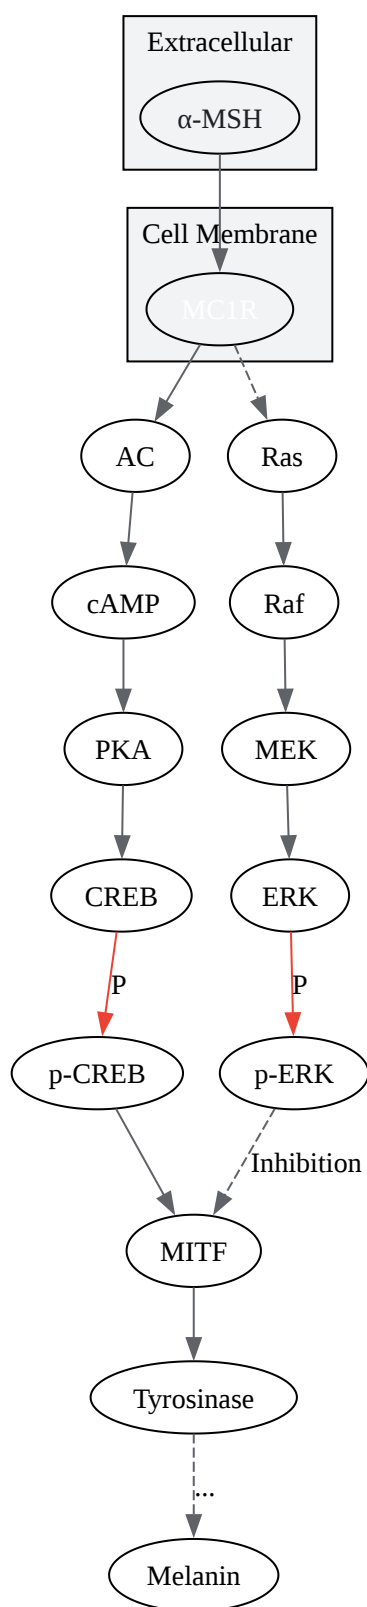 Extracellular
α-MSH
Cell Membrane
MC1R
AC
Ras
cAMP
Raf
PKA
MEK
CREB
ERK
P
P
p-CREB
p-ERK
Inhibition
MITF
Tyrosinase
...
Melanin